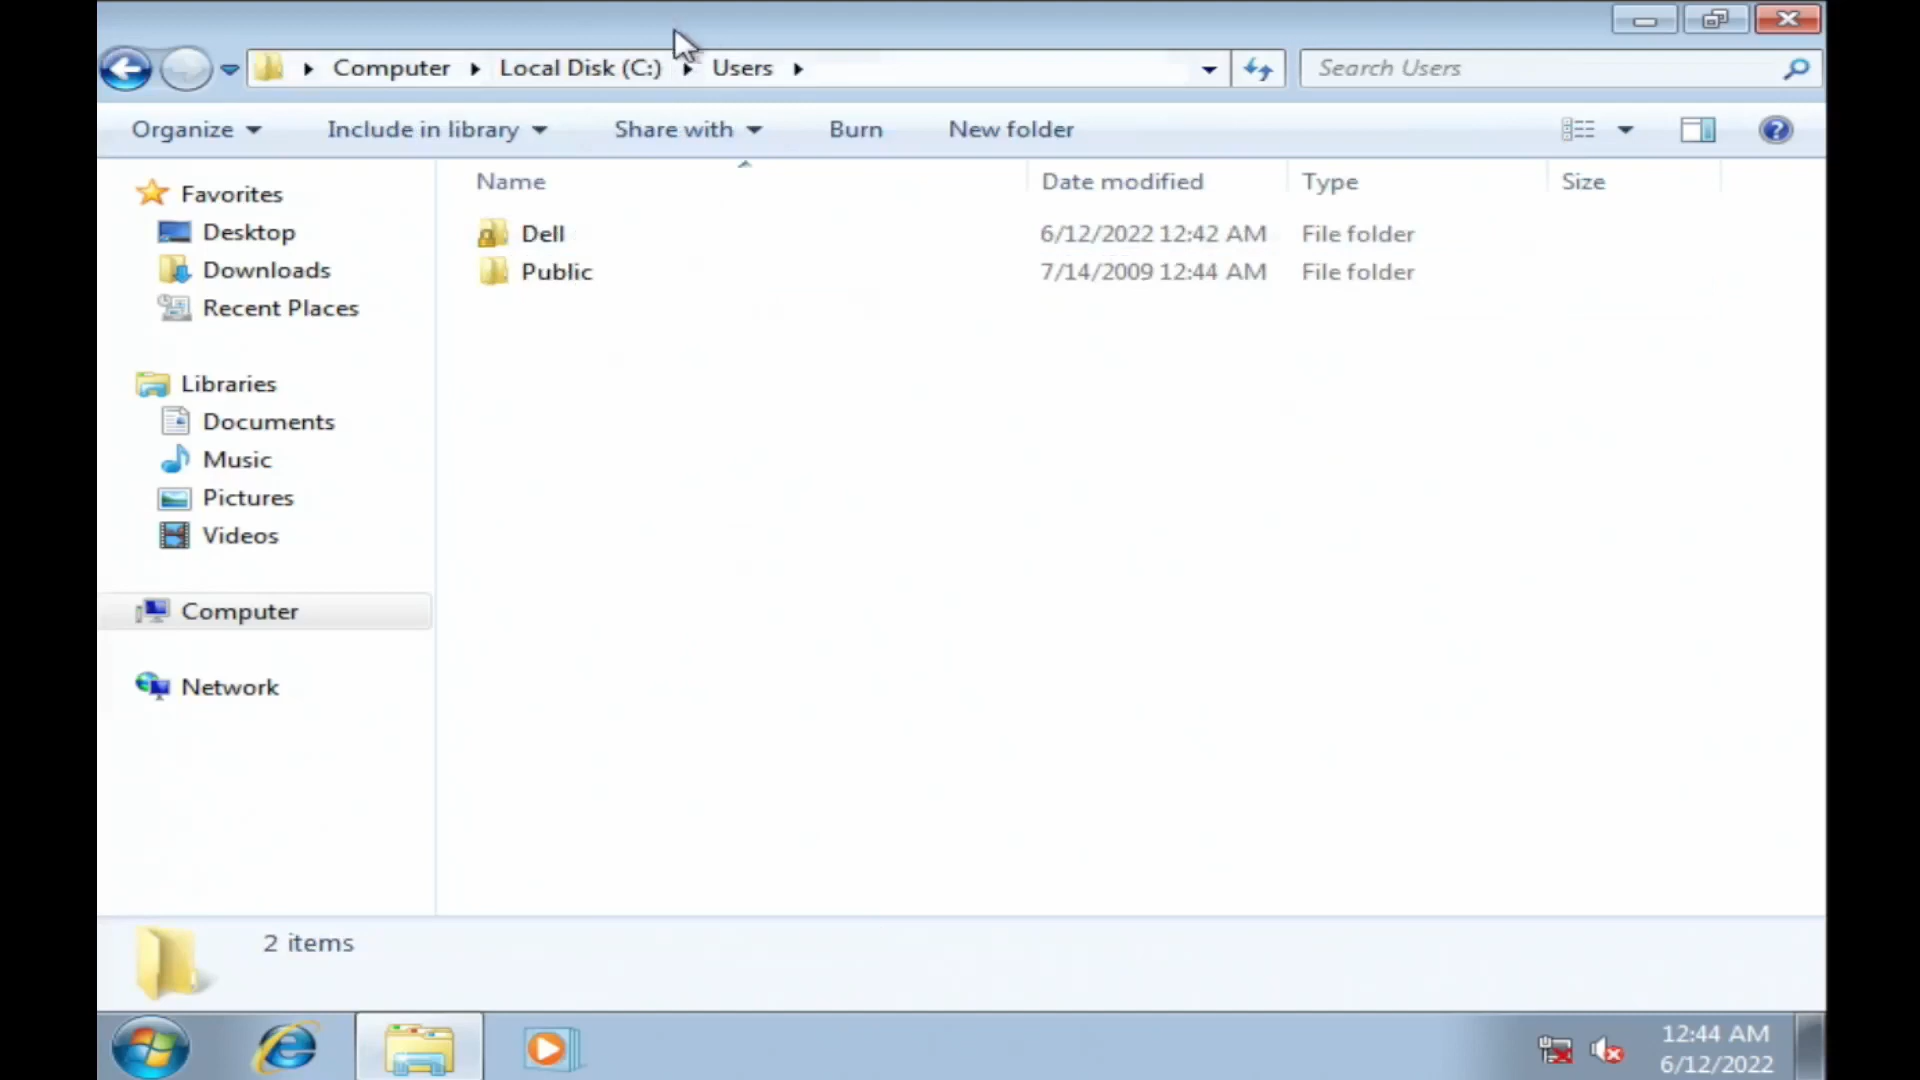 Computer Local Disk (C:) Users Search Users
Organize Include in library Share with Burn New folder
Name Date modified Type Size
Favorites
Desktop
Downloads
Recent Places
Libraries
Documents
Music
Pictures
Videos
Computer
Network
Dell 6/12/2022 12:42 AM File folder
Public 7/14/2009 12:44 AM File folder
2 items
12:44 AM
6/12/2022